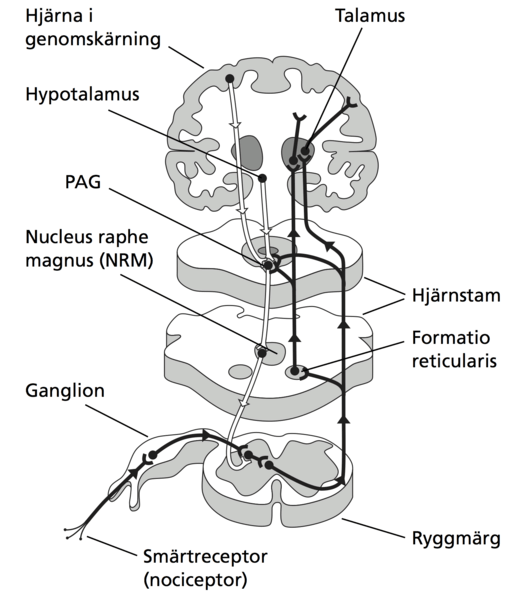 Hjärna i
genomskärning
Talamus
Hypotalamus
PAG
Nucleus raphe
magnus (NRM)
Hjärnstam
Formatio
reticularis
Ganglion
Ryggmärg
Smärtreceptor
(nociceptor)